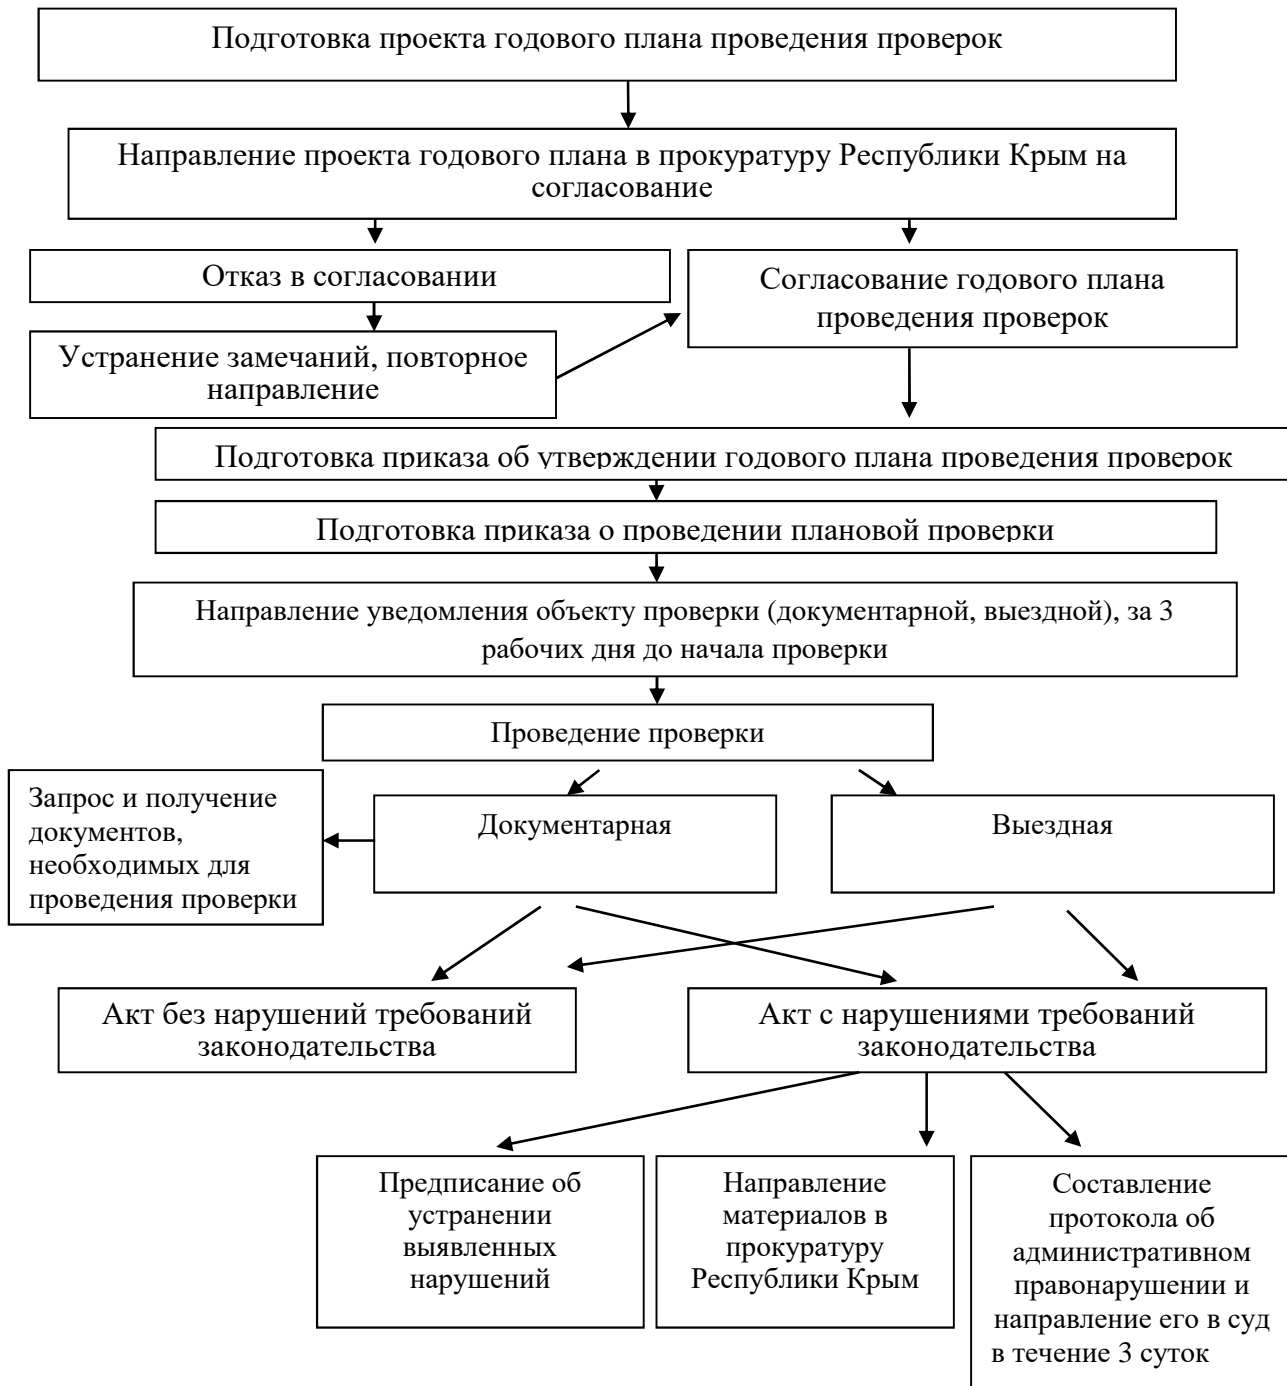 Подготовка проекта годового плана проведения проверок
Направление проекта годового плана в прокуратуру Республики Крым на
согласование
Отказ в согласовании
Согласование годового плана
проведения проверок
Устранение замечаний, повторное
направление
Подготовка приказа об утверждении годового плана проведения проверок
Подготовка приказа о проведении плановой проверки
Направление уведомления объекту проверки (документарной, выездной), за 3
рабочих дня до начала проверки
Проведение проверки
Запрос и получение
документов,
необходимых для
проведения проверки
Документарная
Выездная
Акт без нарушений требований
законодательства
Акт с нарушениями требований
законодательства
Предписание об
устранении
выявленных
нарушений
Направление
материалов в
прокуратуру
Республики Крым
Составление
протокола об
административном
правонарушении и
направление его в суд
в течение 3 суток